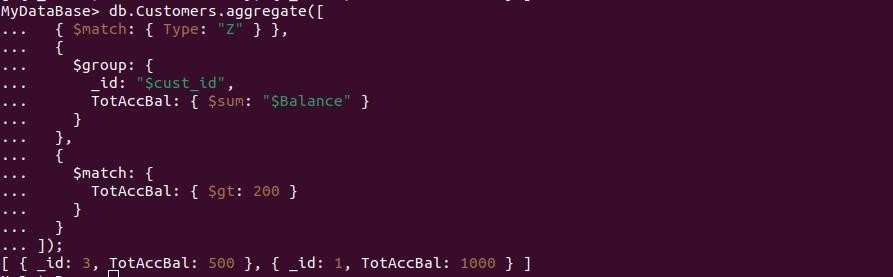 MyDataBase> db.Customers.aggregate([
...   { $match: { Type: "Z" } },
...   {
...     $group: {
...       _id: "$cust_id",
...       TotAccBal: { $sum: "$Balance" }
...     }
...   },
...   {
...     $match: {
...       TotAccBal: { $gt: 200 }
...     }
...   }
... ]);
[ { _id: 3, TotAccBal: 500 }, { _id: 1, TotAccBal: 1000 } ]